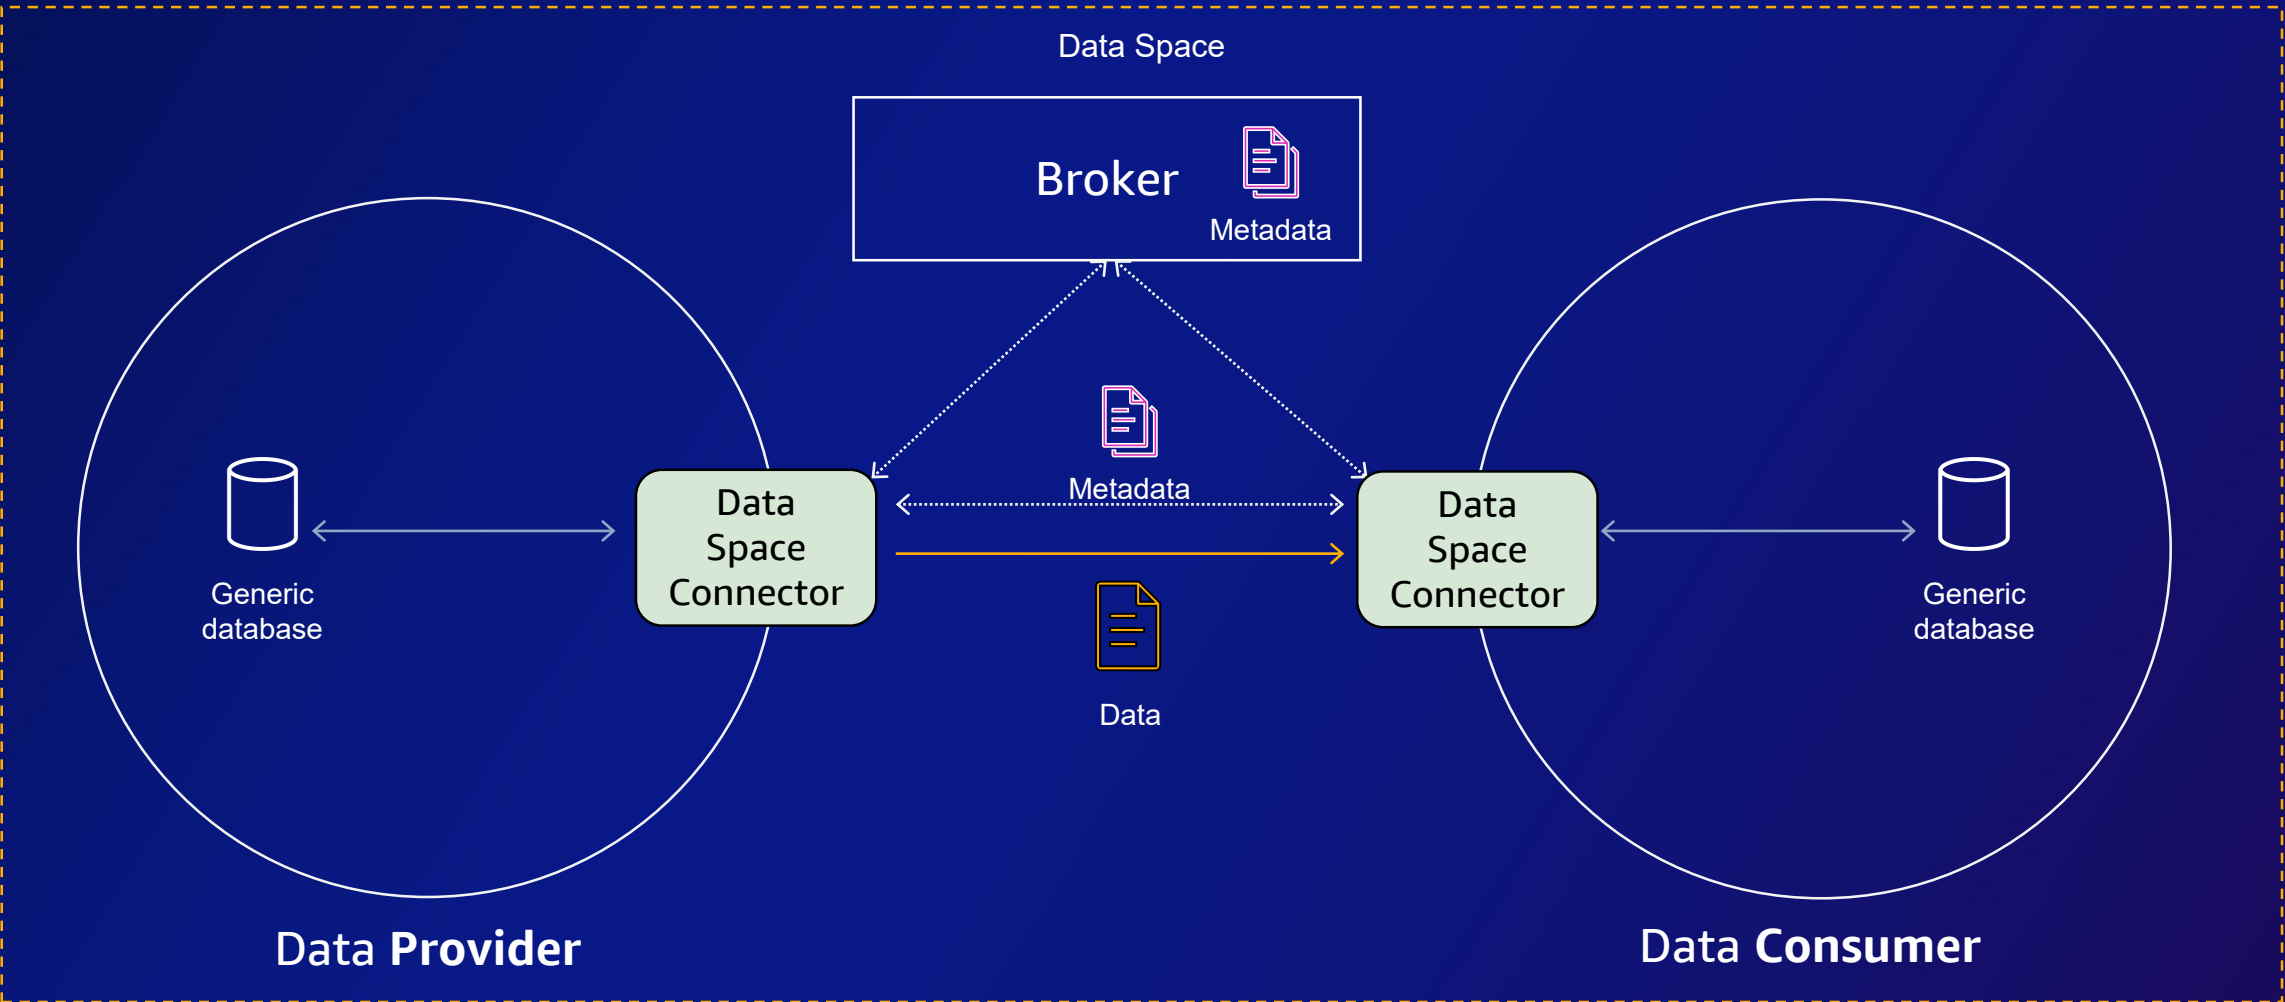 Data Space
Broker
Metadata
Metadata
Data
Space
Connector
Data
Space
Connector
Generic
database
Generic
database
Data
Data Provider
Data Consumer